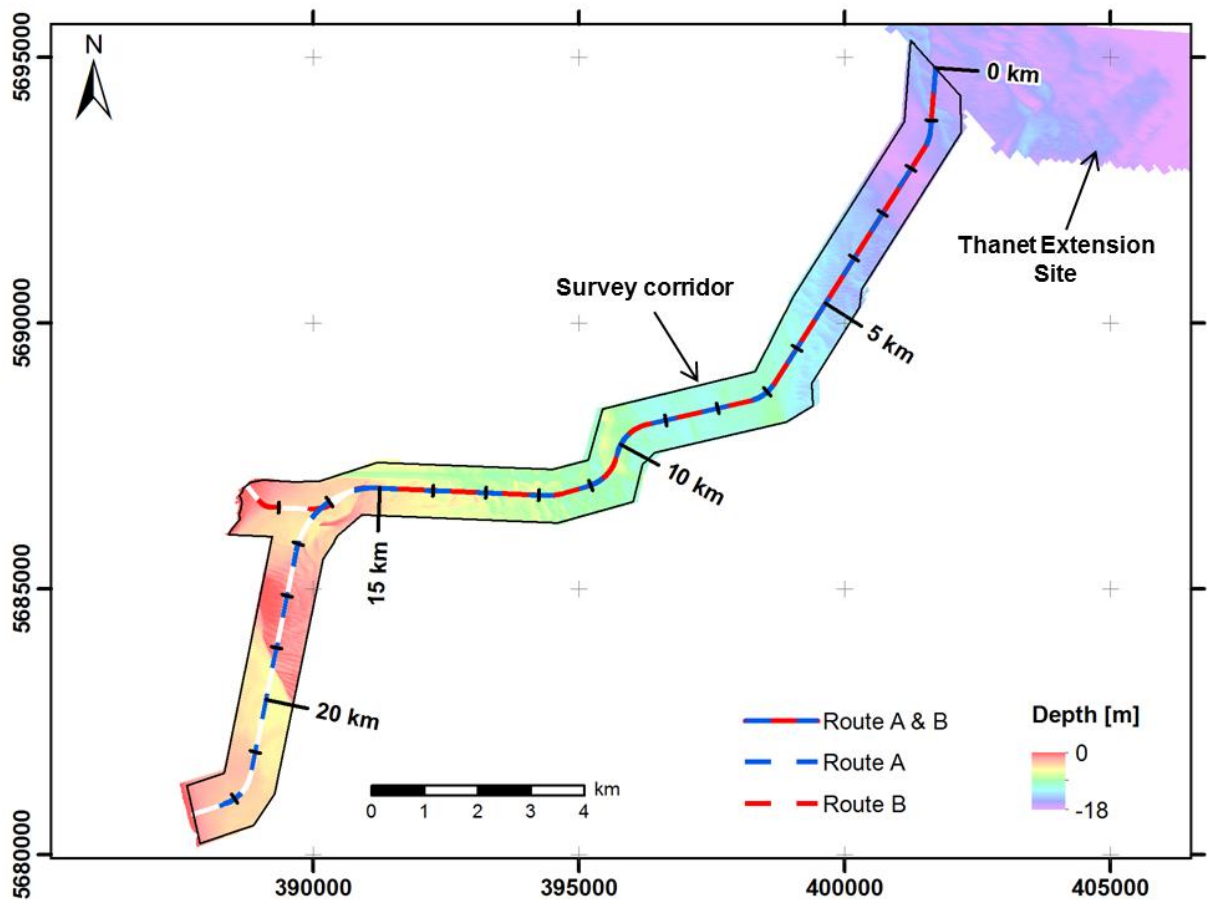 N
5695000
5690000
5685000
5680000
0 km
Thanet Extension
Site
Survey corridor
5 km
10 km
15 km
20 km
Route A & B
Route A
Route B
Depth [m]
0
-18
km
0 1 2 3 4
390000 395000 400000 405000